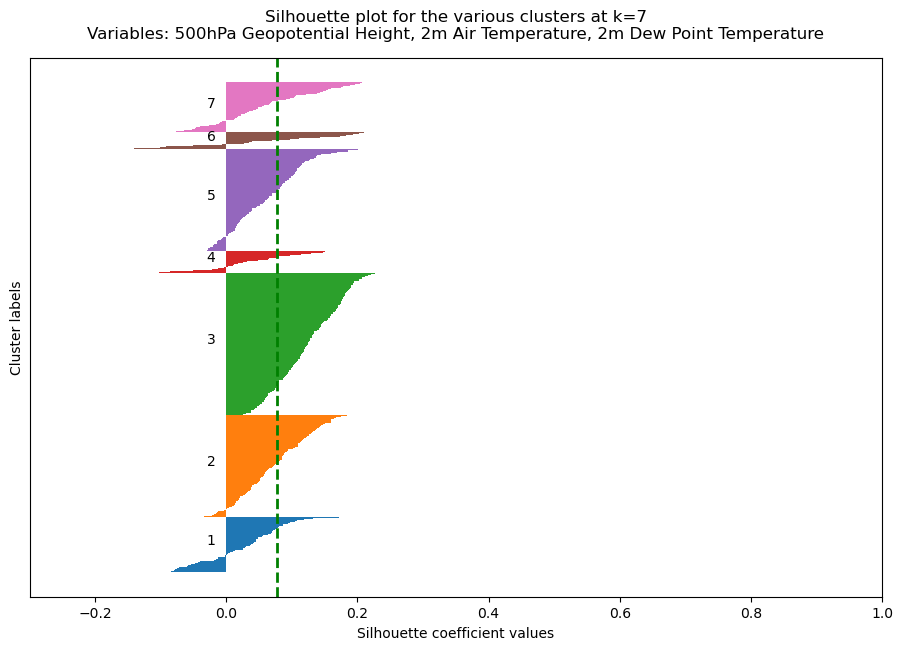 Silhouette plot for the various clusters at k=7
Variables: 500hPa Geopotential Height, 2m Air Temperature, 2m Dew Point Temperature
Cluster labels
7
6
5
4
3
2
1
−0.2 0.0 0.2 0.4 0.6 0.8 1.0
Silhouette coefficient values